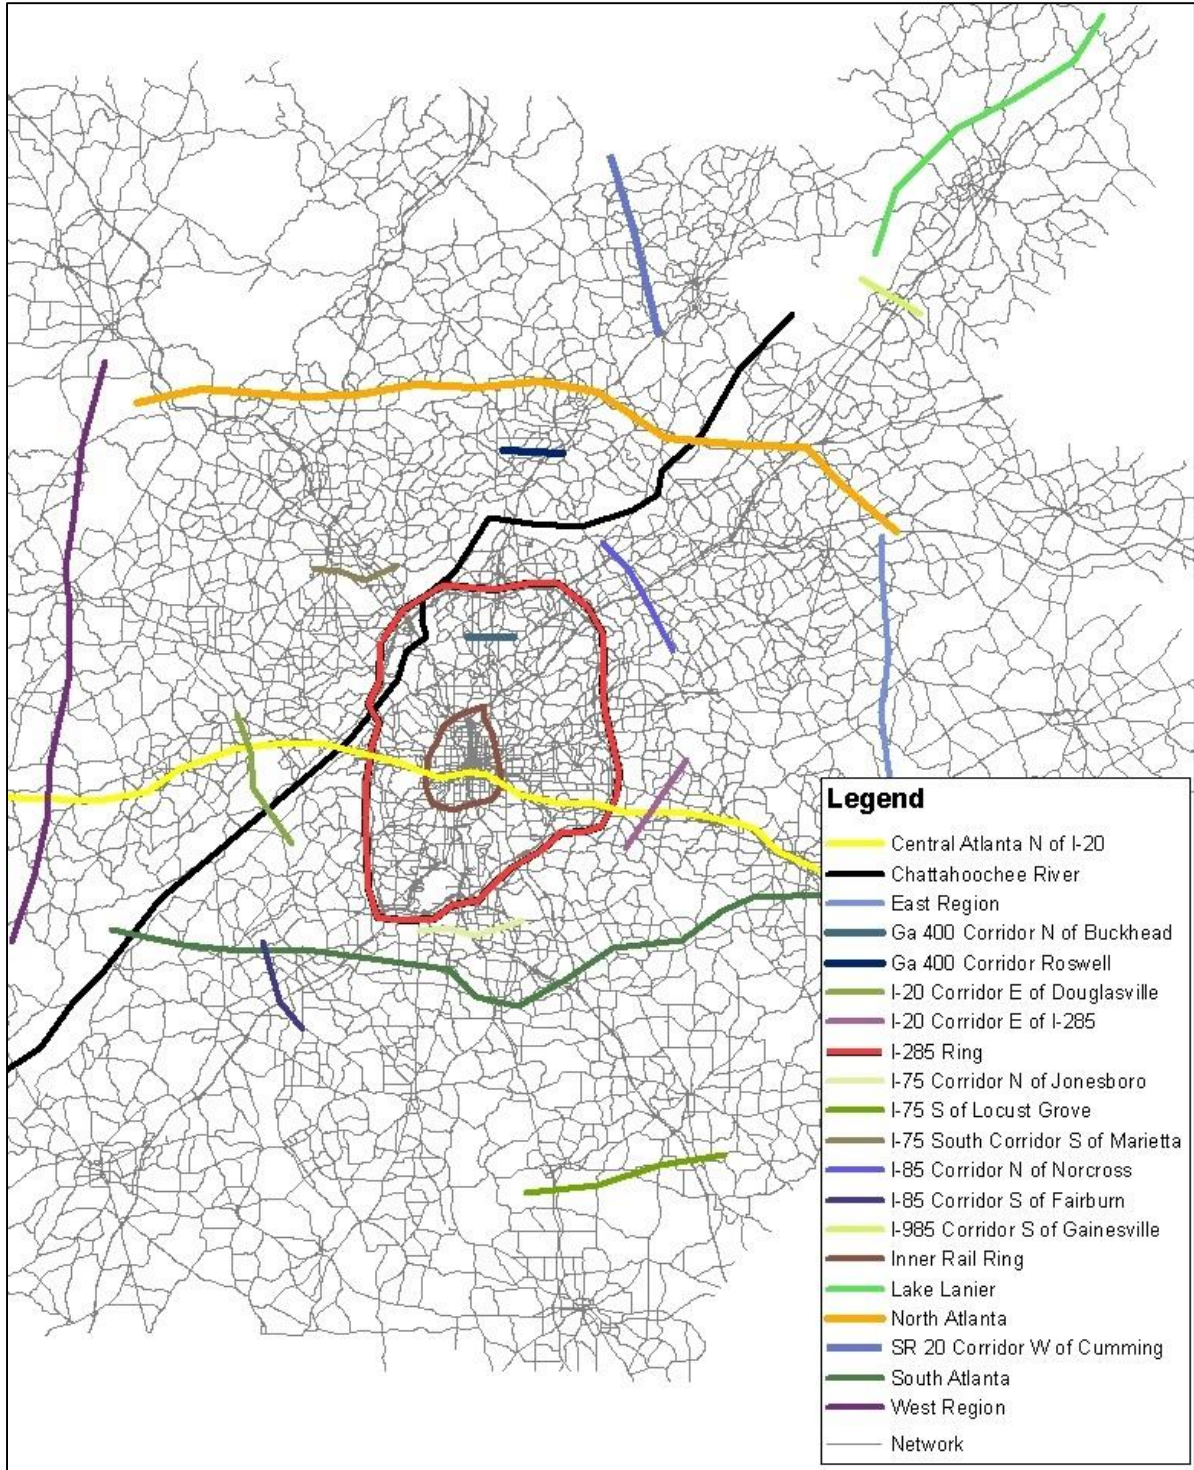 Legend
Central Atlanta N of I-20
Chattahoochee River
East Region
Ga 400 Corridor N of Buckhead
Ga 400 Corridor Roswell
I-20 Corridor E of Douglasville
I-20 Corridor E of I-285
I-285 Ring
I-75 Corridor N of Jonesboro
I-75 S of Locust Grove
I-75 South Corridor S of Marietta
I-85 Corridor N of Norcross
I-85 Corridor S of Fairburn
I-985 Corridor S of Gainesville
Inner Rail Ring
Lake Lanier
North Atlanta
SR 20 Corridor W of Cumming
South Atlanta
West Region
Network